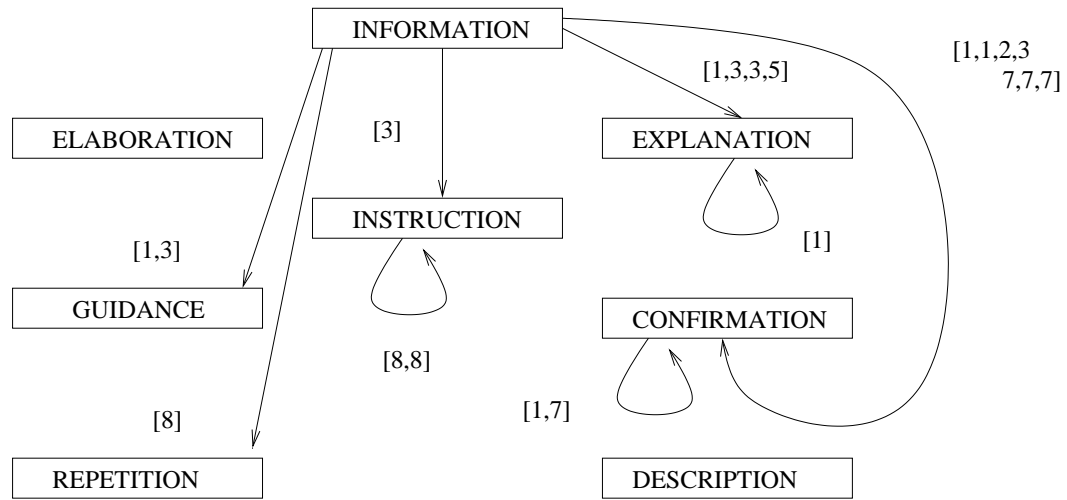 INFORMATION
[1,1,2,3
7,7,7]
[1,3,3,5]
ELABORATION
[3]
EXPLANATION
INSTRUCTION
[1,3]
[1]
GUIDANCE
CONFIRMATION
[8,8]
[1,7]
[8]
REPETITION
DESCRIPTION